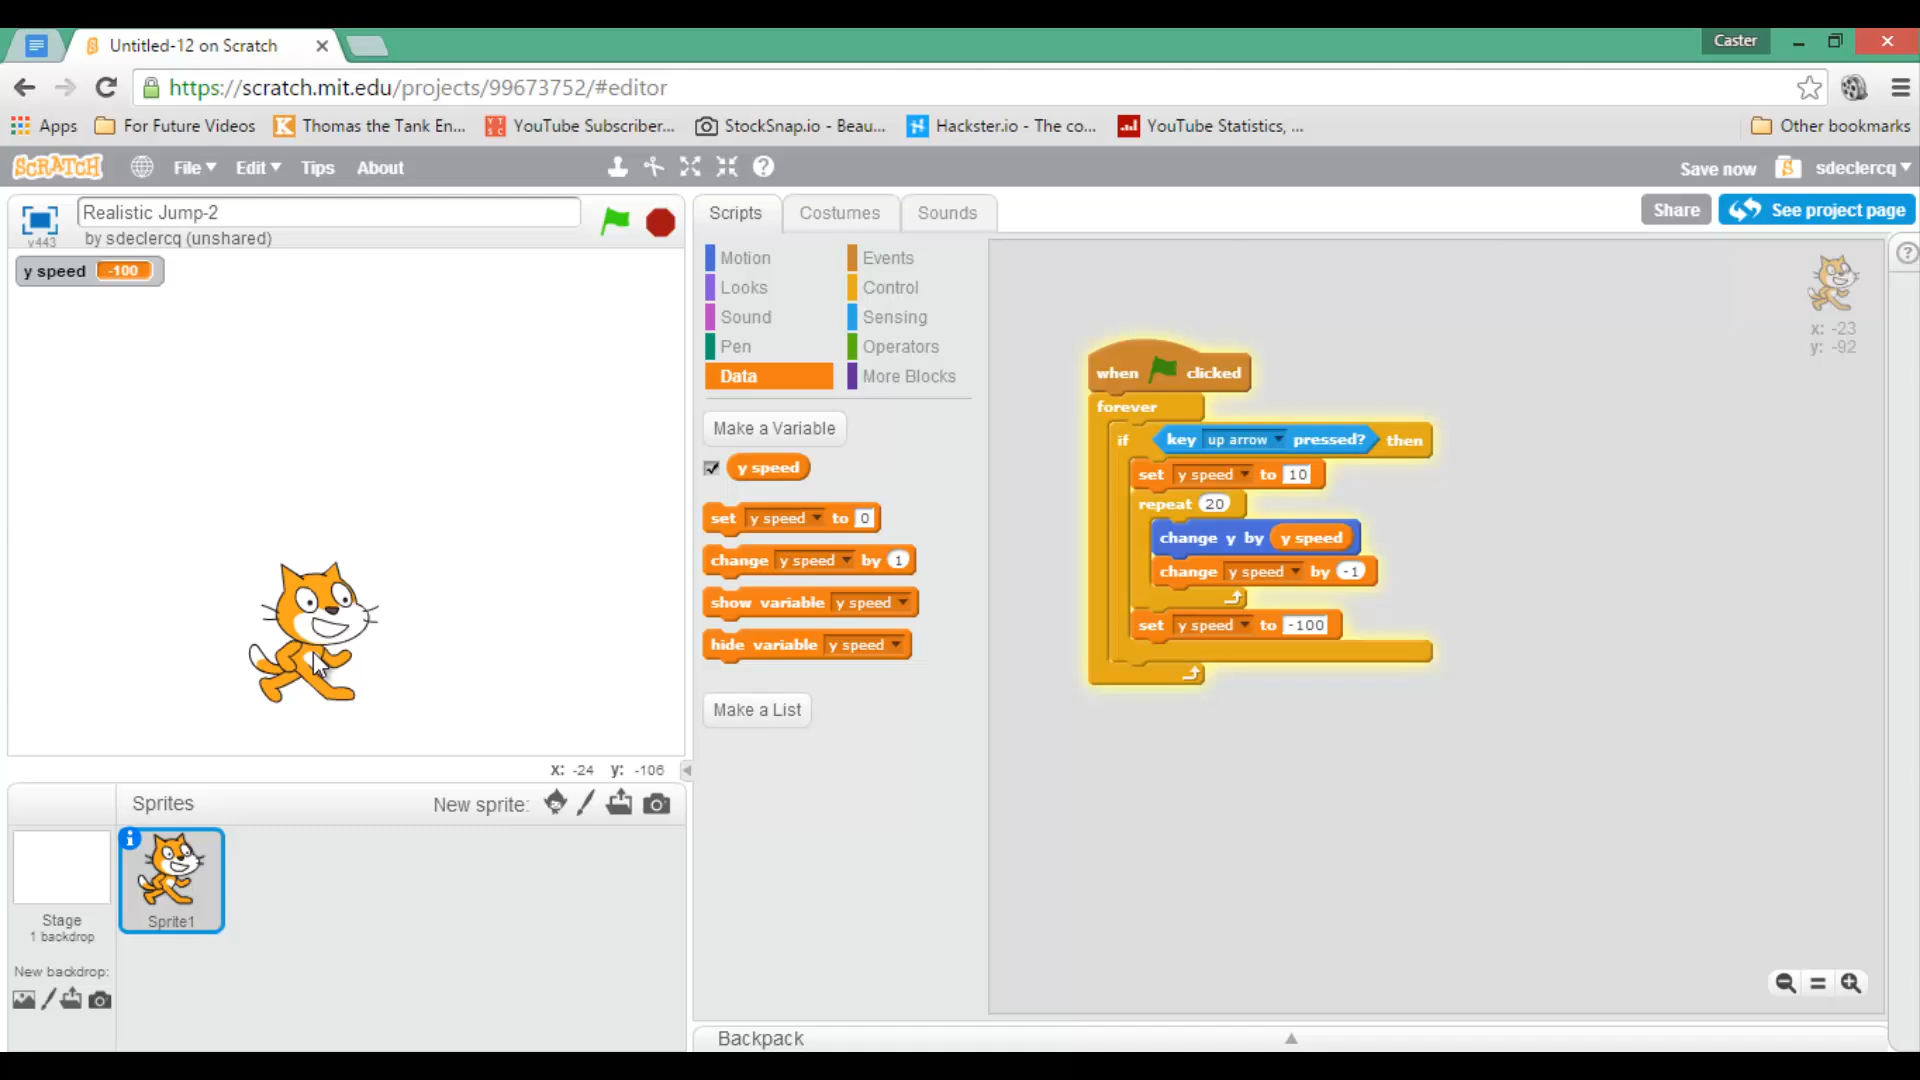 Untitled-12 on Scratch
Caster
https://scratch.mit.edu/projects/99673752/#editor
Apps For Future Videos Thomas the Tank En... YouTube Subscriber... StockSnap.io - Beau... Hackster.io - The co... YouTube Statistics, ... Other bookmarks
SCRATCH File Edit Tips About Save now sdeclercq
Realistic Jump-2
by sdeclercq (unshared)
v443
Scripts Costumes Sounds
Share See project page
y speed -100
Motion Events
Looks Control
Sound Sensing
Pen Operators
Data More Blocks
Make a Variable
y speed
set y speed to 0
change y speed by 1
show variable y speed
hide variable y speed
Make a List
when clicked
forever
if key up arrow pressed? then
set y speed to 10
repeat 20
change y by y speed
change y speed by -1
set y speed to -100
x: -23
y: -92
x: -24 y: -106
Sprites New sprite:
Stage
1 backdrop
New backdrop:
Sprite1
Backpack